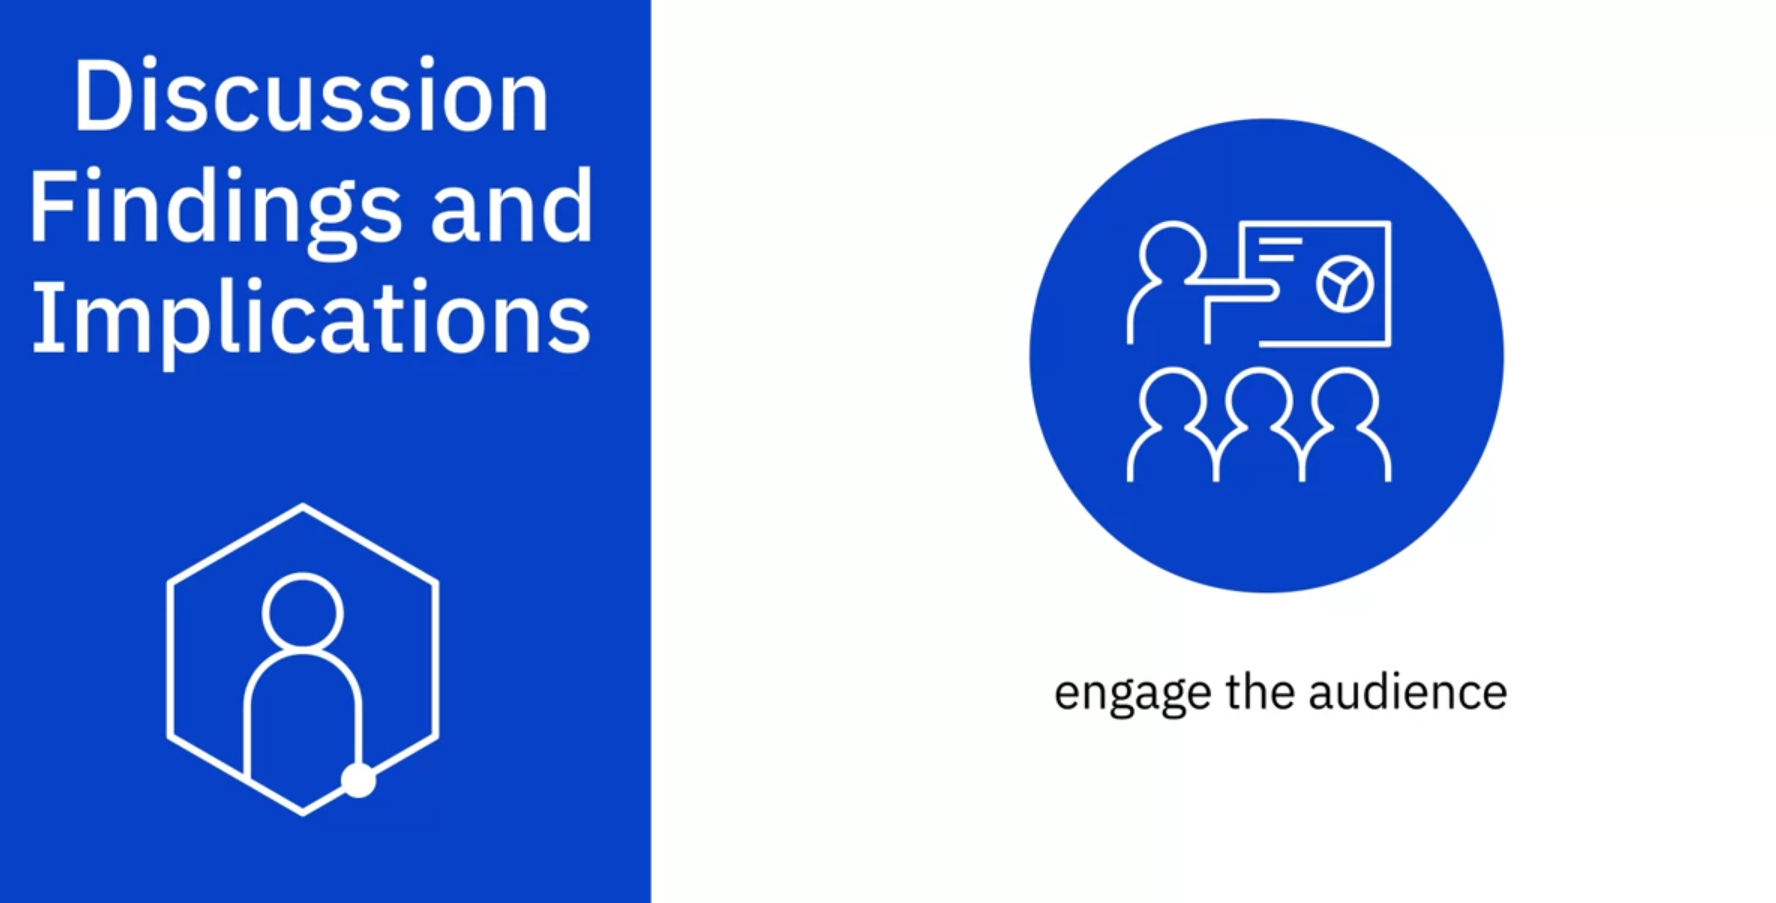 Discussion
Findings and
Implications
engage the audience